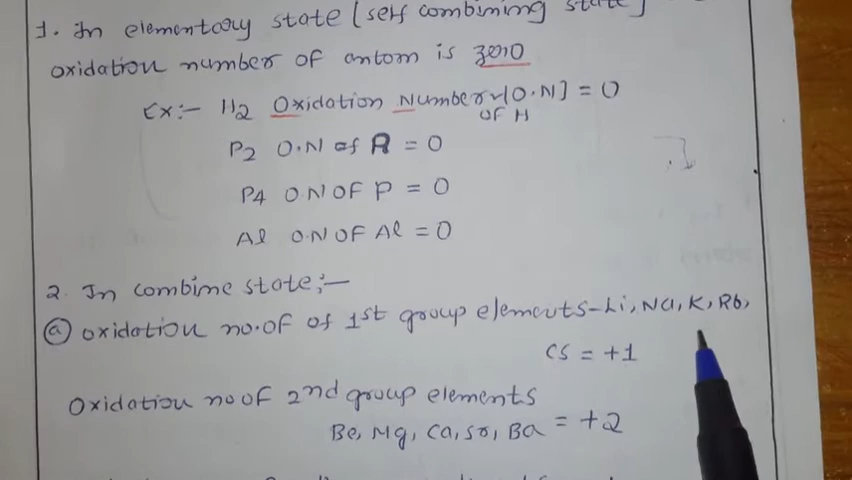 1. In elementary state [self combining state]
oxidation number of antom is zero
Ex:- H2 Oxidation Number [O.N] = 0
OF H
P2 O.N of P = 0
P4 O.N OF P = 0
Al O.N OF Al = 0
2. In combime state;-
(a) oxidation no.OF of 1st group elements-Li, Na, K, Rb,
Cs = +1
Oxidation no OF 2nd group elements
Be, Mg, Ca, Sr, Ba = +2